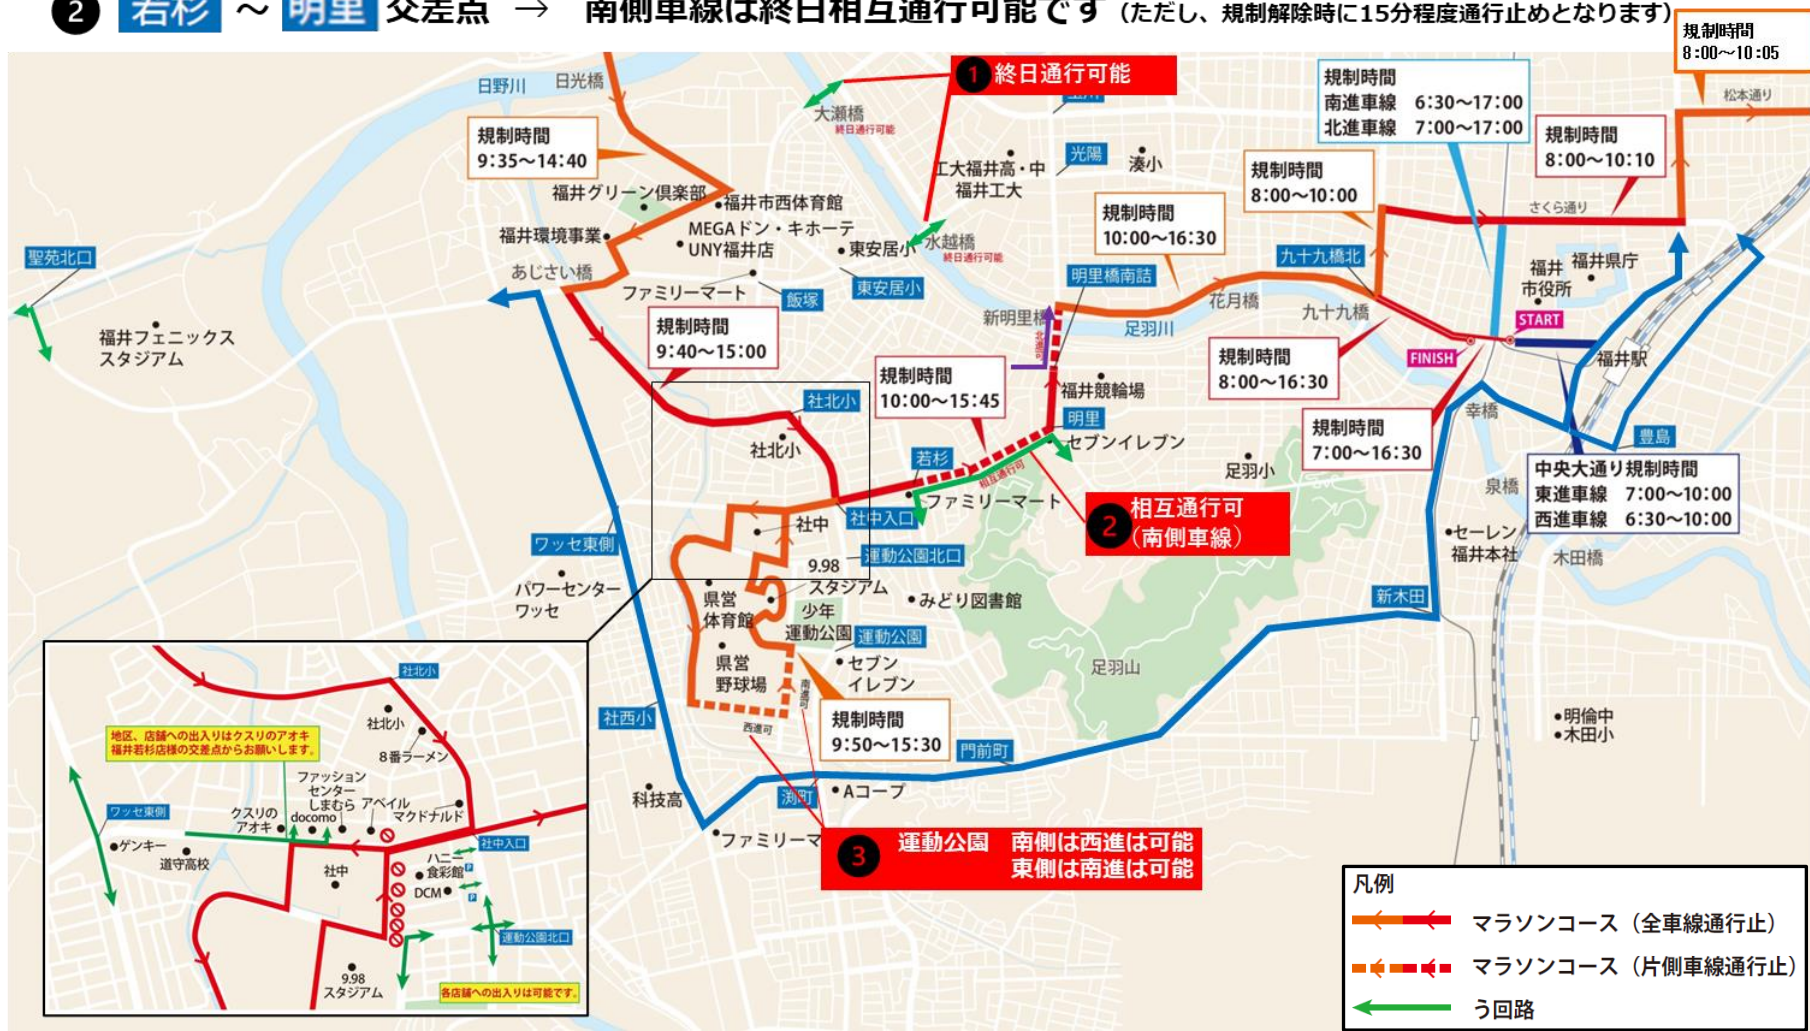 ❷ 若杉 ～ 明里 交差点 → 南側車線は終日相互通行可能です（ただし、規制解除時に15分程度通行止めとなります）
規制時間
8:00～10:05
松本通り
日野川
日光橋
❶ 終日通行可能
大瀬橋
終日通行可能
規制時間
南進車線 6:30～17:00
北進車線 7:00～17:00
規制時間
8:00～10:10
規制時間
9:35～14:40
工大福井高・中
福井工大
光陽
湊小
規制時間
8:00～10:00
福井グリーン倶楽部
福井市西体育館
規制時間
10:00～16:30
さくら通り
福井環境事業
MEGAドン・キホーテ
UNY福井店
東安居小
水越橋
終日通行可能
聖苑北口
あじさい橋
ファミリーマート
飯塚
東安居小
明里橋南詰
九十九橋北
福井
市役所
福井県庁
花月橋
九十九橋
新明里橋
北進可
足羽川
START
FINISH
福井駅
福井フェニックス
スタジアム
規制時間
9:40～15:00
規制時間
10:00～15:45
規制時間
8:00～16:30
福井競輪場
社北小
社北小
明里
セブンイレブン
幸橋
規制時間
7:00～16:30
豊島
若杉
相互通行可
ファミリーマート
足羽小
中央大通り規制時間
東進車線 7:00～10:00
西進車線 6:30～10:00
泉橋
❷ 相互通行可
（南側車線）
社中入口
社中
ワッセ東側
運動公園北口
セーレン
福井本社
木田橋
9.98
スタジアム
パワーセンター
ワッセ
県営
体育館
少年
運動公園
みどり図書館
新木田
運動公園
県営
野球場
セブン
イレブン
足羽山
南進可
西進可
社西小
規制時間
9:50～15:30
門前町
明倫中
木田小
科技高
渕町
Aコープ
ファミリーマ
❸ 運動公園 南側は西進は可能
東側は南進は可能
社北小
社北小
地区、店舗への出入りはクスリのアオキ
福井若杉店様の交差点からお願いします。
8番ラーメン
ファッション
センター
しまむら
アベイル
マクドナルド
クスリの
アオキ
docomo
ワッセ東側
ゲンキー
道守高校
社中
社中入口
ハニー
食彩館
P
DCM
P
運動公園北口
9.98
スタジアム
各店舗への出入りは可能です。
凡例
マラソンコース（全車線通行止）
マラソンコース（片側車線通行止）
う回路